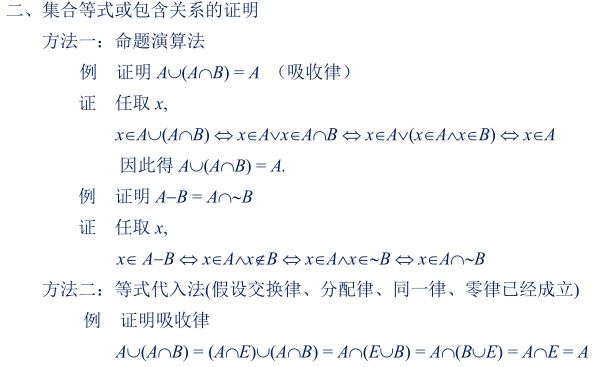 二、集合等式或包含关系的证明
方法一：命题演算法
例 证明 A∪(A∩B) = A （吸收律）
证 任取 x,
x∈A∪(A∩B) ⇔ x∈A∨x∈A∩B ⇔ x∈A∨(x∈A∧x∈B) ⇔ x∈A
因此得 A∪(A∩B) = A.
例 证明 A−B = A∩~B
证 任取 x,
x∈ A−B ⇔ x∈A∧x∉B ⇔ x∈A∧x∈~B ⇔ x∈A∩~B
方法二：等式代入法(假设交换律、分配律、同一律、零律已经成立)
例 证明吸收律
A∪(A∩B) = (A∩E)∪(A∩B) = A∩(E∪B) = A∩(B∪E) = A∩E = A